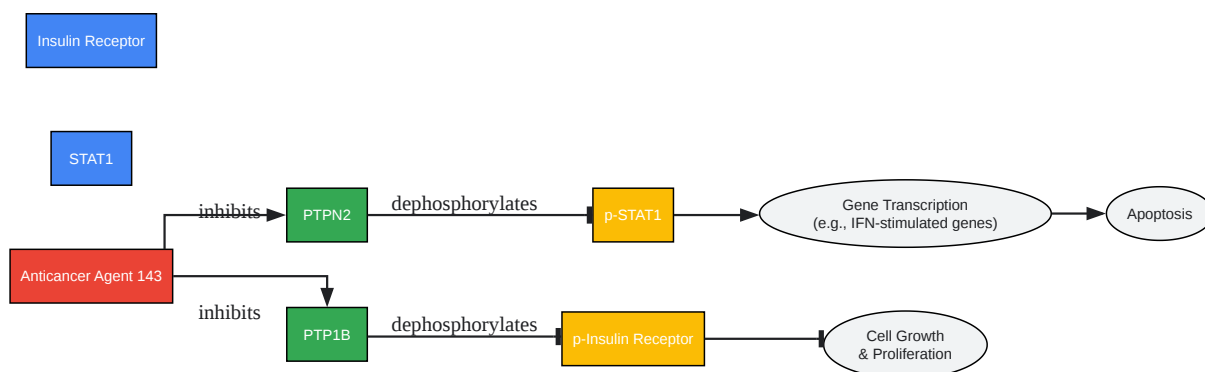 Insulin Receptor
STAT1
inhibits
PTPN2
dephosphorylates
p-STAT1
Gene Transcription
(e.g., IFN-stimulated genes)
Apoptosis
Anticancer Agent 143
inhibits
PTP1B
dephosphorylates
p-Insulin Receptor
Cell Growth
& Proliferation